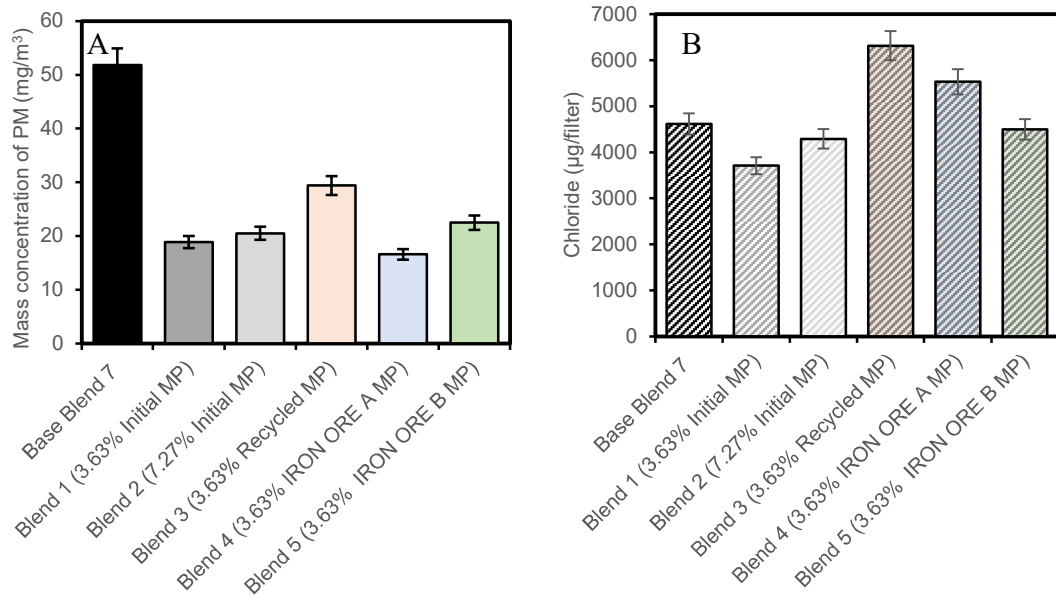 A
Mass concentration of PM (mg/m³)
60
50
40
30
20
10
0
Base Blend 7
Blend 1 (3.63% Initial MP)
Blend 2 (7.27% Initial MP)
Blend 3 (3.63% Recycled MP)
Blend 4 (3.63% IRON ORE A MP)
Blend 5 (3.63% IRON ORE B MP)
B
Chloride (µg/filter)
7000
6000
5000
4000
3000
2000
1000
0
Base Blend 7
Blend 1 (3.63% Initial MP)
Blend 2 (7.27% Initial MP)
Blend 3 (3.63% Recycled MP)
Blend 4 (3.63% IRON ORE A MP)
Blend 5 (3.63% IRON ORE B MP)